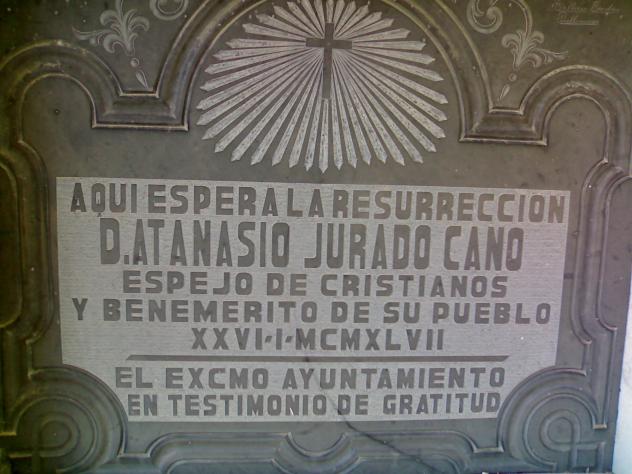 AQUI ESPERA LA RESURRECCION
D. ATANASIO JURADO CANO
ESPEJO DE CRISTIANOS
Y BENEMERITO DE SU PUEBLO
XXVI-I-MCMXLVII
EL EXCMO AYUNTAMIENTO
EN TESTIMONIO DE GRATITUD